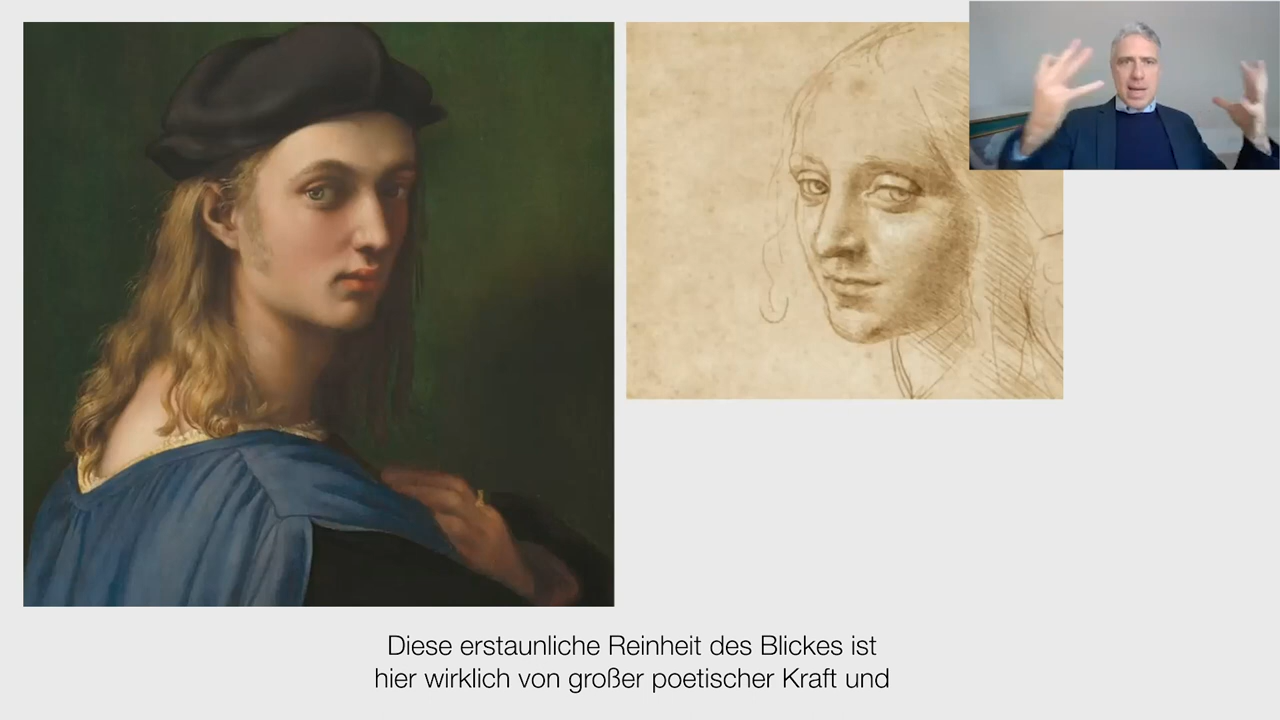 Diese erstaunliche Reinheit des Blickes ist
hier wirklich von großer poetischer Kraft und